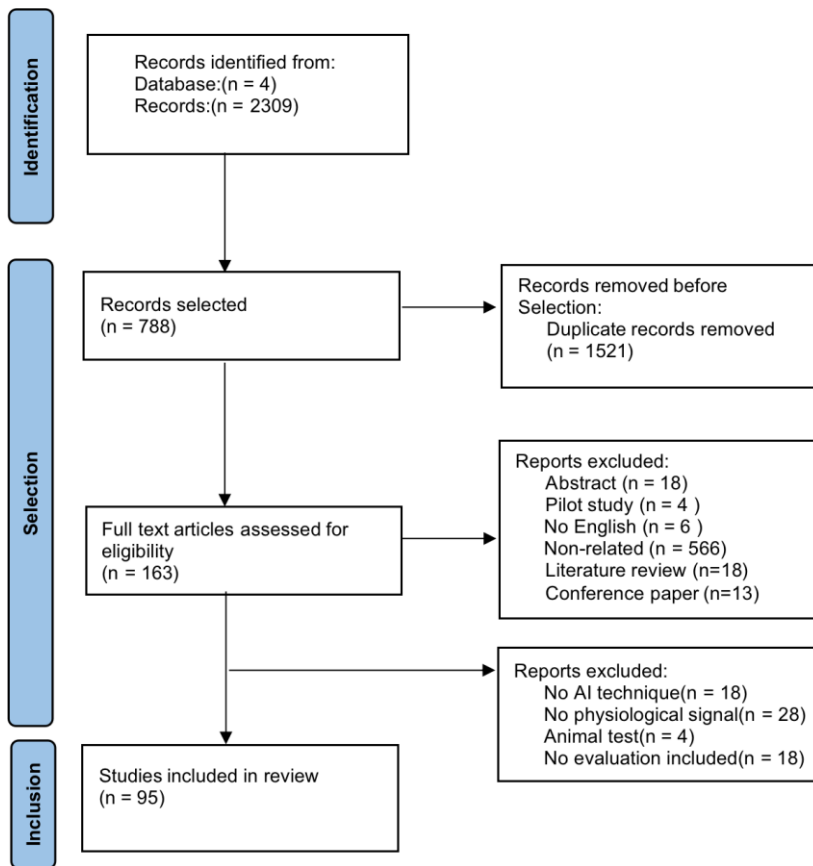 Identification
Records identified from:
Database:(n = 4)
Records:(n = 2309)
Selection
Records selected
(n = 788)
Records removed before
Selection:
Duplicate records removed
(n = 1521)
Full text articles assessed for
eligibility
(n = 163)
Reports excluded:
Abstract (n = 18)
Pilot study (n = 4 )
No English (n = 6 )
Non-related (n = 566)
Literature review (n=18)
Conference paper (n=13)
Reports excluded:
No AI technique(n = 18)
No physiological signal(n = 28)
Animal test(n = 4)
No evaluation included(n = 18)
Inclusion
Studies included in review
(n = 95)